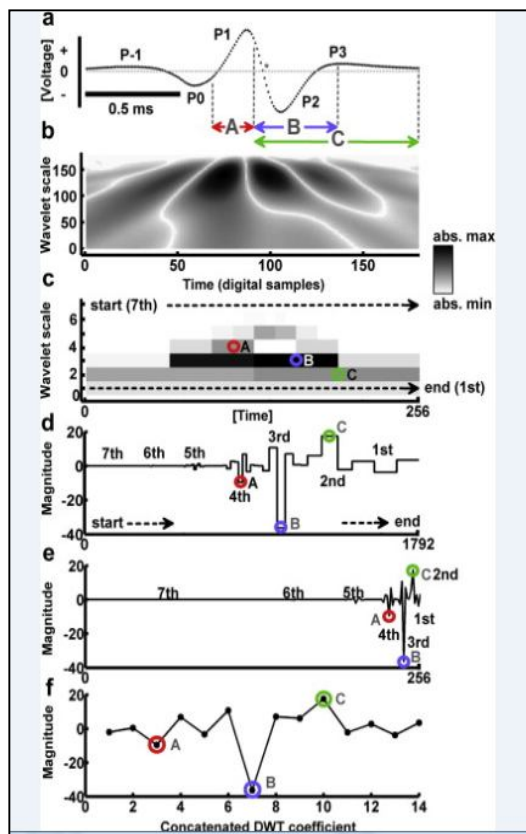 a
[Voltage]
+
0
-
P-1
P0
P1
P2
P3
0.5 ms
A
B
C
b
Wavelet scale
150
100
50
0
0
50
100
150
Time (digital samples)
abs. max
abs. min
c
Wavelet scale
6
4
2
0
start (7th)
A
B
C
end (1st)
0
[Time]
256
d
Magnitude
20
0
-20
-40
7th
6th
5th
4th
3rd
2nd
1st
A
B
C
start
end
0
1792
e
Magnitude
20
0
-20
-40
7th
6th
5th
4th
3rd
C 2nd
1st
A
B
0
256
f
Magnitude
20
0
-20
-40
A
B
C
0 2 4 6 8 10 12 14
Concatenated DWT coefficient